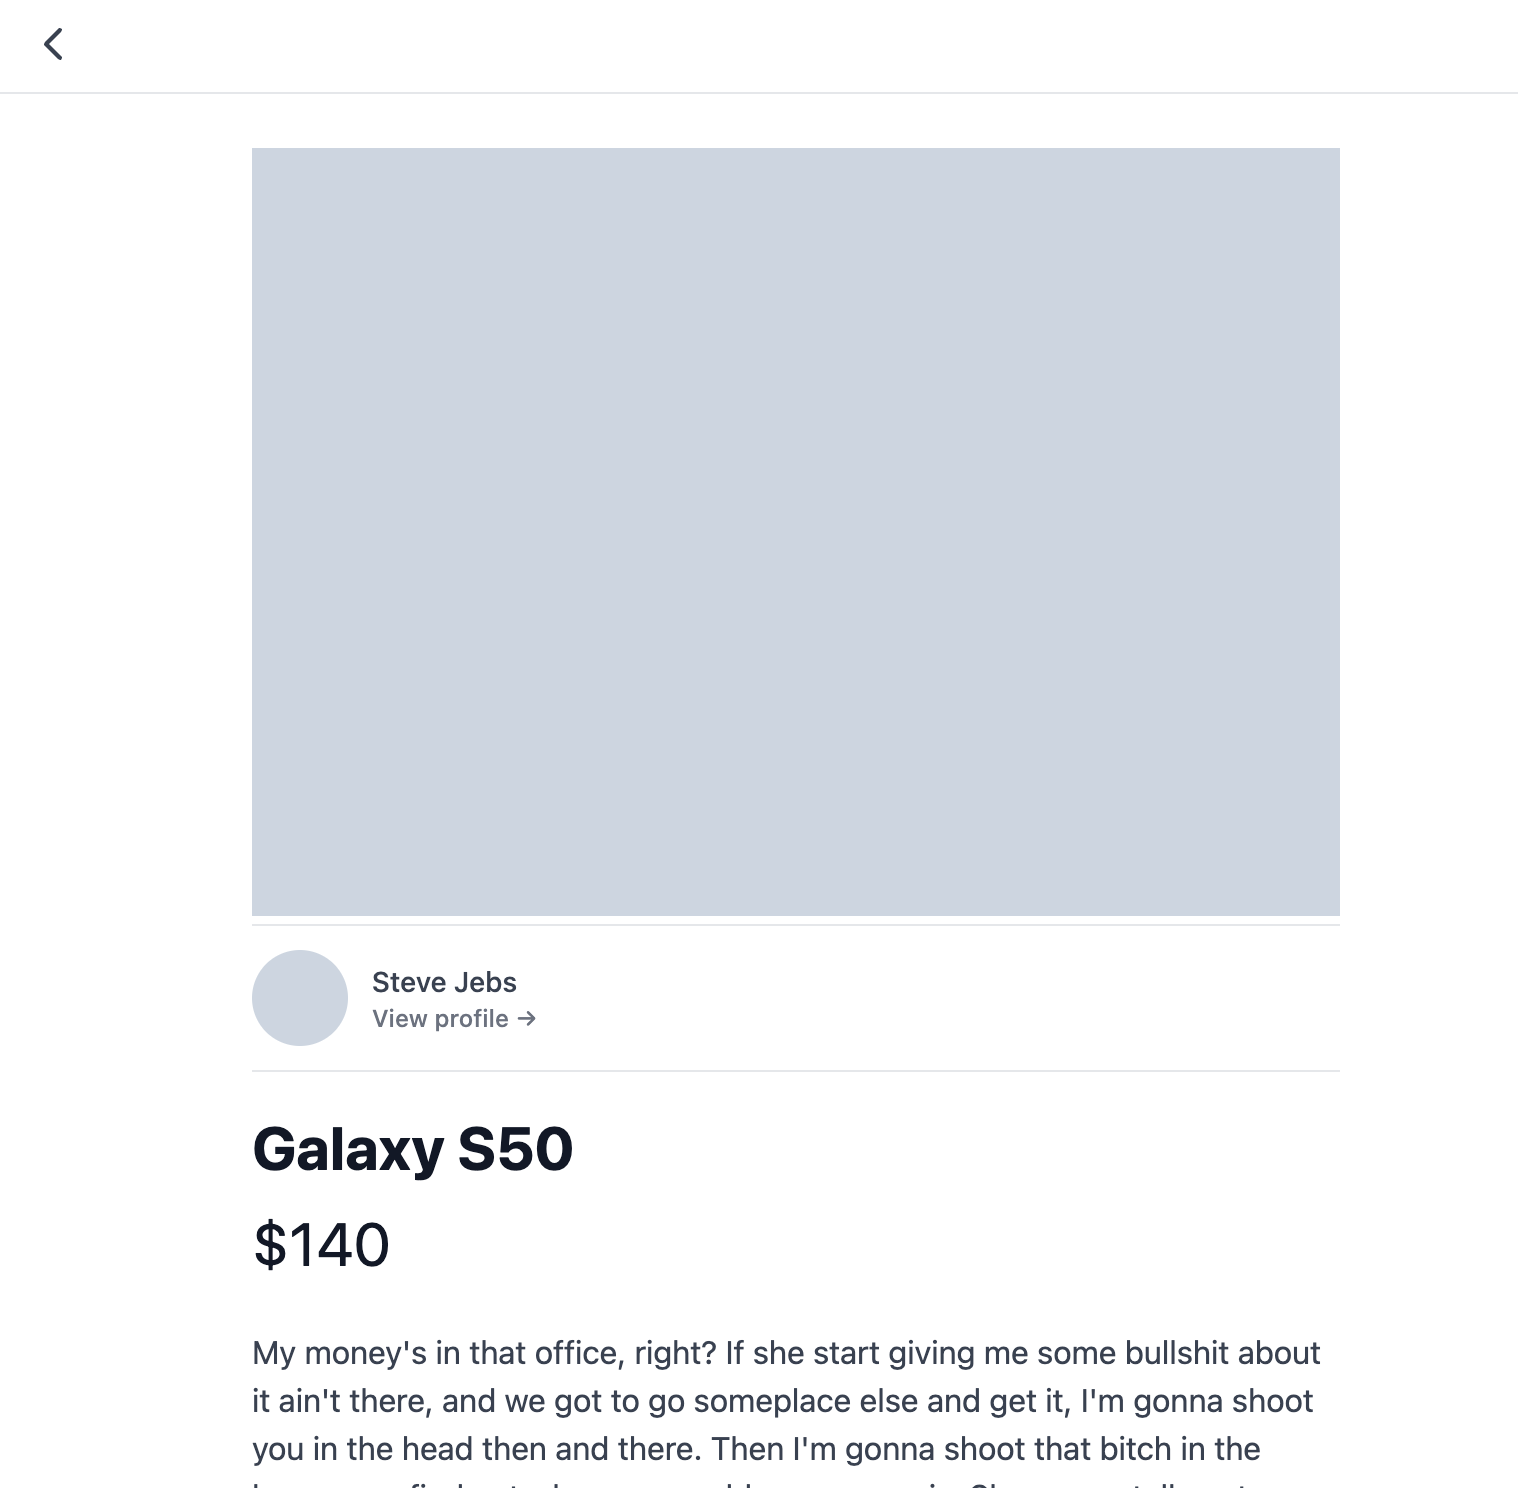 Steve Jebs
View profile →
Galaxy S50
$140
My money's in that office, right? If she start giving me some bullshit about
it ain't there, and we got to go someplace else and get it, I'm gonna shoot
you in the head then and there. Then I'm gonna shoot that bitch in the